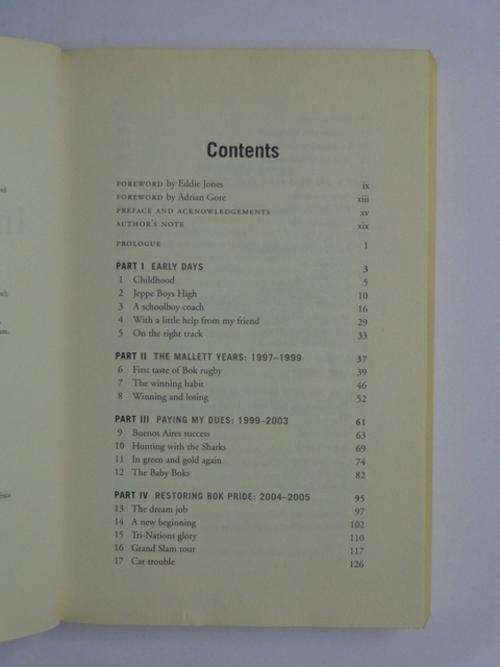 Contents
FOREWORD by Eddie Jones ix
FOREWORD by Adrian Gore xiii
PREFACE AND ACKNOWLEDGEMENTS xv
AUTHOR'S NOTE xix
PROLOGUE 1
PART I EARLY DAYS 3
1 Childhood 5
2 Jeppe Boys High 10
3 A schoolboy coach 16
4 With a little help from my friend 29
5 On the right track 33
PART II THE MALLETT YEARS: 1997–1999 37
6 First taste of Bok rugby 39
7 The winning habit 46
8 Winning and losing 52
PART III PAYING MY DUES: 1999–2003 61
9 Buenos Aires success 63
10 Hunting with the Sharks 69
11 In green and gold again 74
12 The Baby Boks 82
PART IV RESTORING BOK PRIDE: 2004–2005 95
13 The dream job 97
14 A new beginning 102
15 Tri-Nations glory 110
16 Grand Slam tour 117
17 Car trouble 126